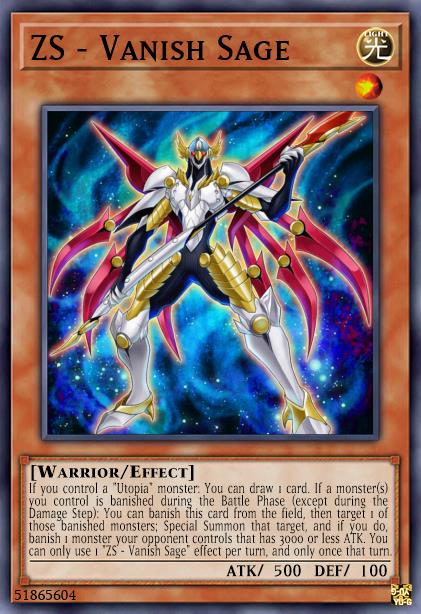 ZS - Vanish Sage
LIGHT
光
[Warrior/Effect]
If you control a "Utopia" monster: You can draw 1 card. If a monster(s)
you control is banished during the Battle Phase (except during the
Damage Step): You can banish this card from the field, then target 1 of
those banished monsters; Special Summon that target, and if you do,
banish 1 monster your opponent controls that has 3000 or less ATK. You
can only use 1 "ZS - Vanish Sage" effect per turn, and only once that turn.
ATK/ 500 DEF/ 100
51865604